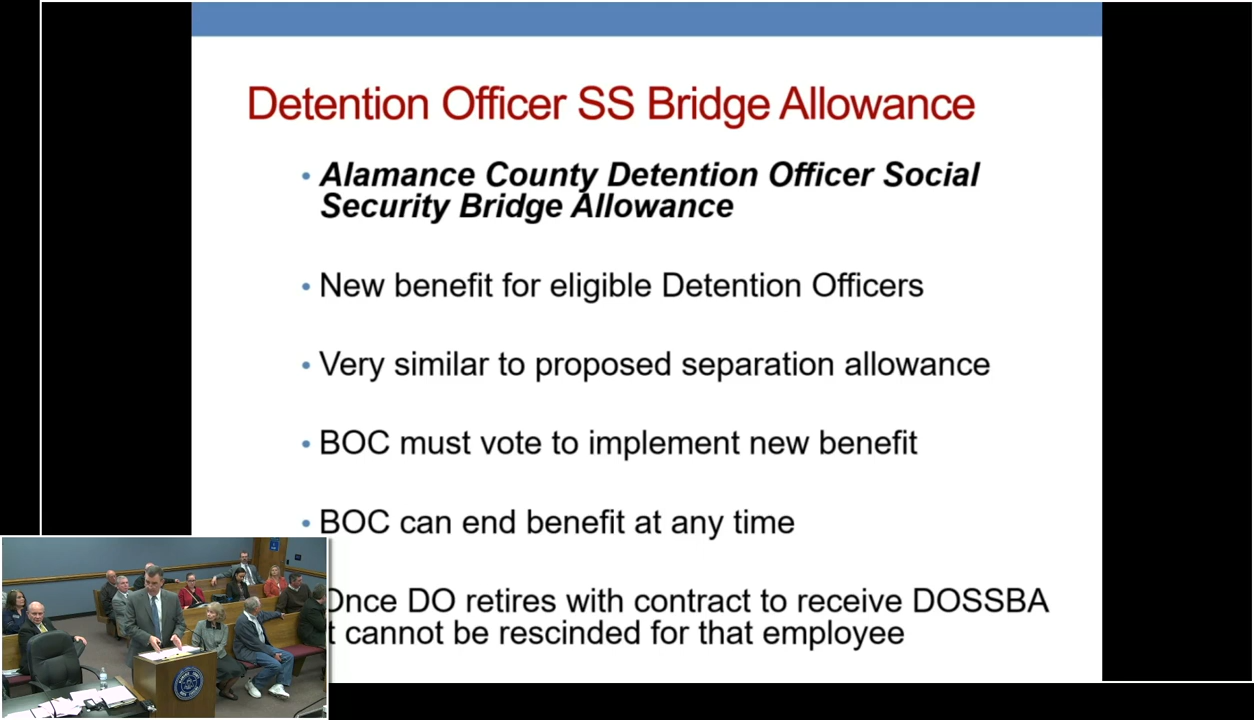 Detention Officer SS Bridge Allowance
• Alamance County Detention Officer Social
Security Bridge Allowance
• New benefit for eligible Detention Officers
• Very similar to proposed separation allowance
• BOC must vote to implement new benefit
• BOC can end benefit at any time
Once DO retires with contract to receive DOSSBA
cannot be rescinded for that employee